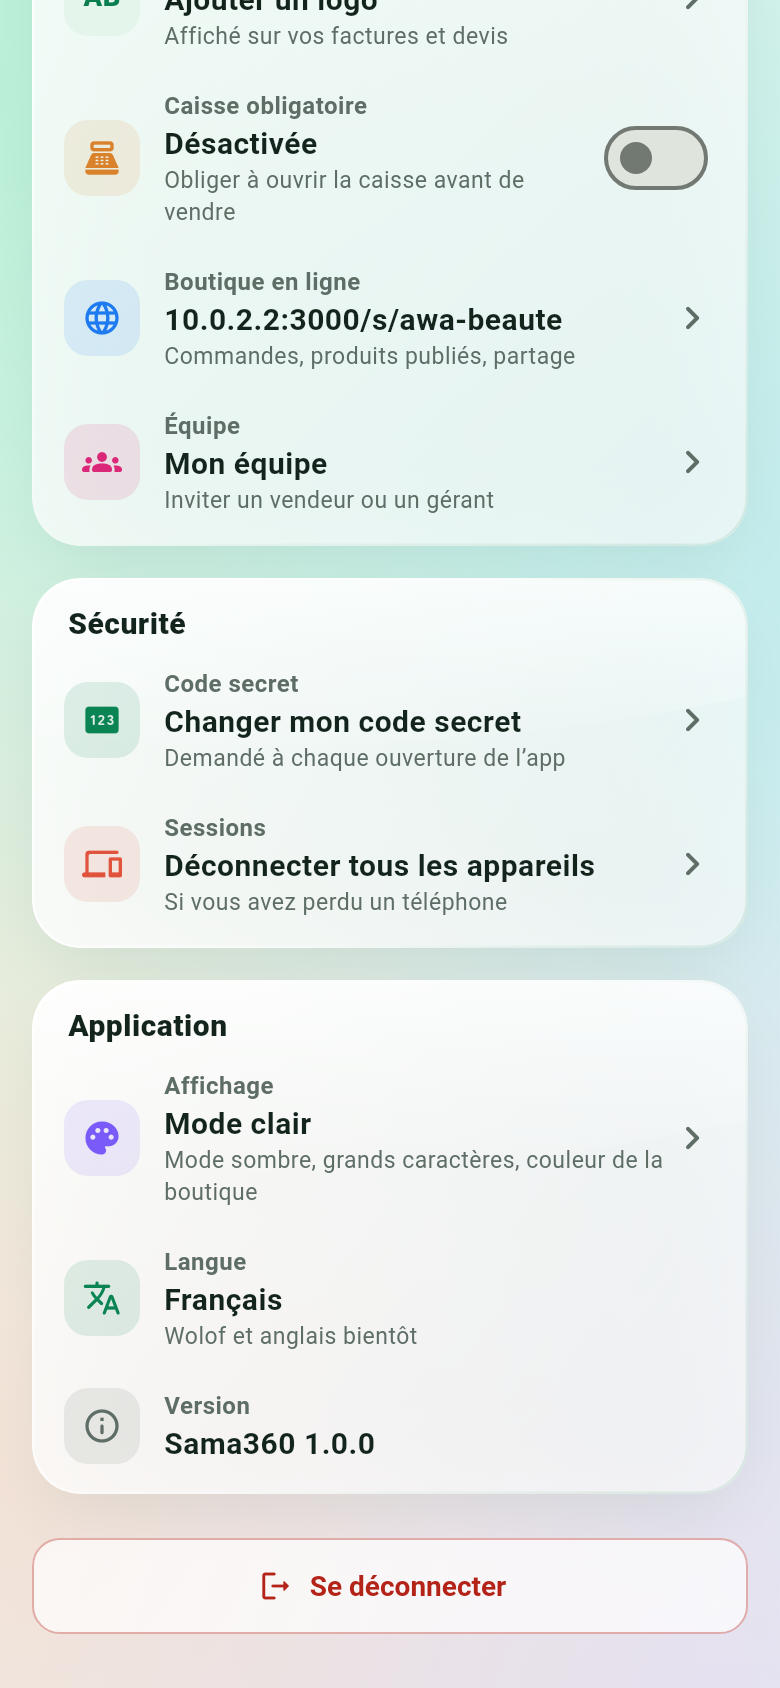 AB
Ajouter un logo
Affiché sur vos factures et devis
Caisse obligatoire
Désactivée
Obliger à ouvrir la caisse avant de
vendre
Boutique en ligne
10.0.2.2:3000/s/awa-beaute
Commandes, produits publiés, partage
Équipe
Mon équipe
Inviter un vendeur ou un gérant
Sécurité
Code secret
123
Changer mon code secret
Demandé à chaque ouverture de l’app
Sessions
Déconnecter tous les appareils
Si vous avez perdu un téléphone
Application
Affichage
Mode clair
Mode sombre, grands caractères, couleur de la
boutique
Langue
Français
Wolof et anglais bientôt
Version
Sama360 1.0.0
Se déconnecter